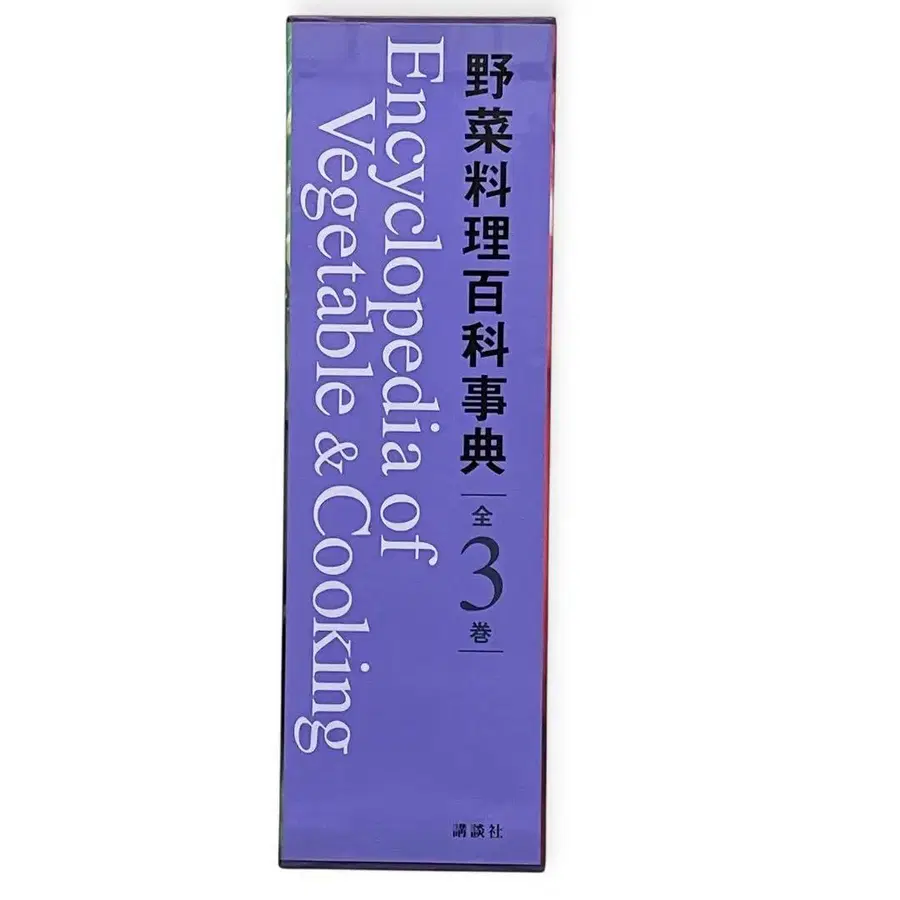 野菜料理百科事典
全
3
巻
Encyclopedia of
Vegetable & Cooking
講談社